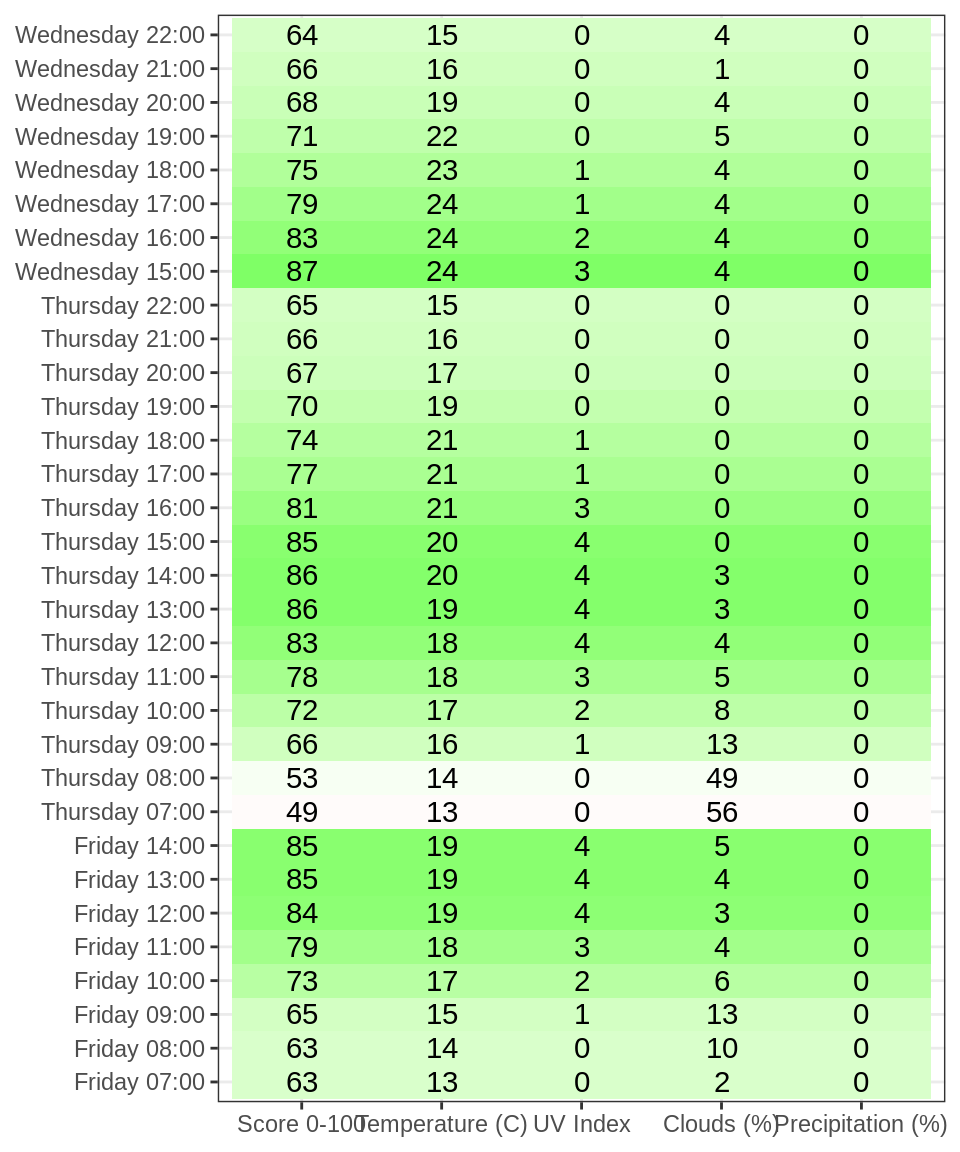 Wednesday 22:00 64 15 0 4 0
Wednesday 21:00 66 16 0 1 0
Wednesday 20:00 68 19 0 4 0
Wednesday 19:00 71 22 0 5 0
Wednesday 18:00 75 23 1 4 0
Wednesday 17:00 79 24 1 4 0
Wednesday 16:00 83 24 2 4 0
Wednesday 15:00 87 24 3 4 0
Thursday 22:00 65 15 0 0 0
Thursday 21:00 66 16 0 0 0
Thursday 20:00 67 17 0 0 0
Thursday 19:00 70 19 0 0 0
Thursday 18:00 74 21 1 0 0
Thursday 17:00 77 21 1 0 0
Thursday 16:00 81 21 3 0 0
Thursday 15:00 85 20 4 0 0
Thursday 14:00 86 20 4 3 0
Thursday 13:00 86 19 4 3 0
Thursday 12:00 83 18 4 4 0
Thursday 11:00 78 18 3 5 0
Thursday 10:00 72 17 2 8 0
Thursday 09:00 66 16 1 13 0
Thursday 08:00 53 14 0 49 0
Thursday 07:00 49 13 0 56 0
Friday 14:00 85 19 4 5 0
Friday 13:00 85 19 4 4 0
Friday 12:00 84 19 4 3 0
Friday 11:00 79 18 3 4 0
Friday 10:00 73 17 2 6 0
Friday 09:00 65 15 1 13 0
Friday 08:00 63 14 0 10 0
Friday 07:00 63 13 0 2 0
Score 0-100 Temperature (C) UV Index Clouds (%) Precipitation (%)